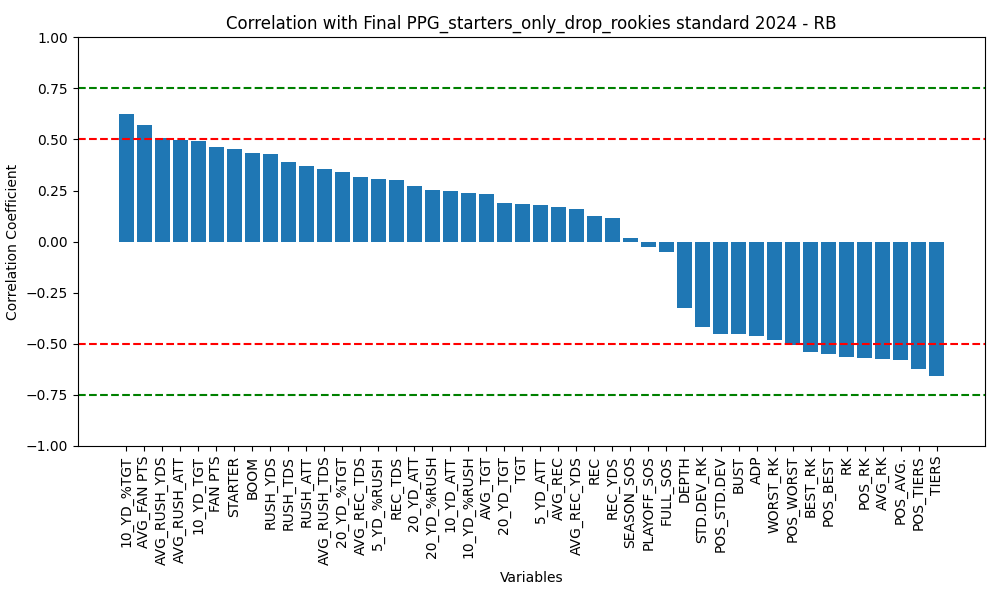 Correlation with Final PPG_starters_only_drop_rookies standard 2024 - RB
Correlation Coefficient
1.00
0.75
0.50
0.25
0.00
−0.25
−0.50
−0.75
−1.00
10_YD_%TGT
AVG_FAN PTS
AVG_RUSH_YDS
AVG_RUSH_ATT
10_YD_TGT
FAN PTS
STARTER
BOOM
RUSH_YDS
RUSH_TDS
RUSH_ATT
AVG_RUSH_TDS
20_YD_%TGT
AVG_REC_TDS
5_YD_%RUSH
REC_TDS
20_YD_ATT
20_YD_%RUSH
10_YD_ATT
10_YD_%RUSH
AVG_TGT
20_YD_TGT
TGT
5_YD_ATT
AVG_REC
AVG_REC_YDS
REC
REC_YDS
SEASON_SOS
PLAYOFF_SOS
FULL_SOS
DEPTH
STD.DEV_RK
POS_STD.DEV
BUST
ADP
WORST_RK
POS_WORST
BEST_RK
POS_BEST
RK
POS_RK
AVG_RK
POS_AVG.
POS_TIERS
TIERS
Variables